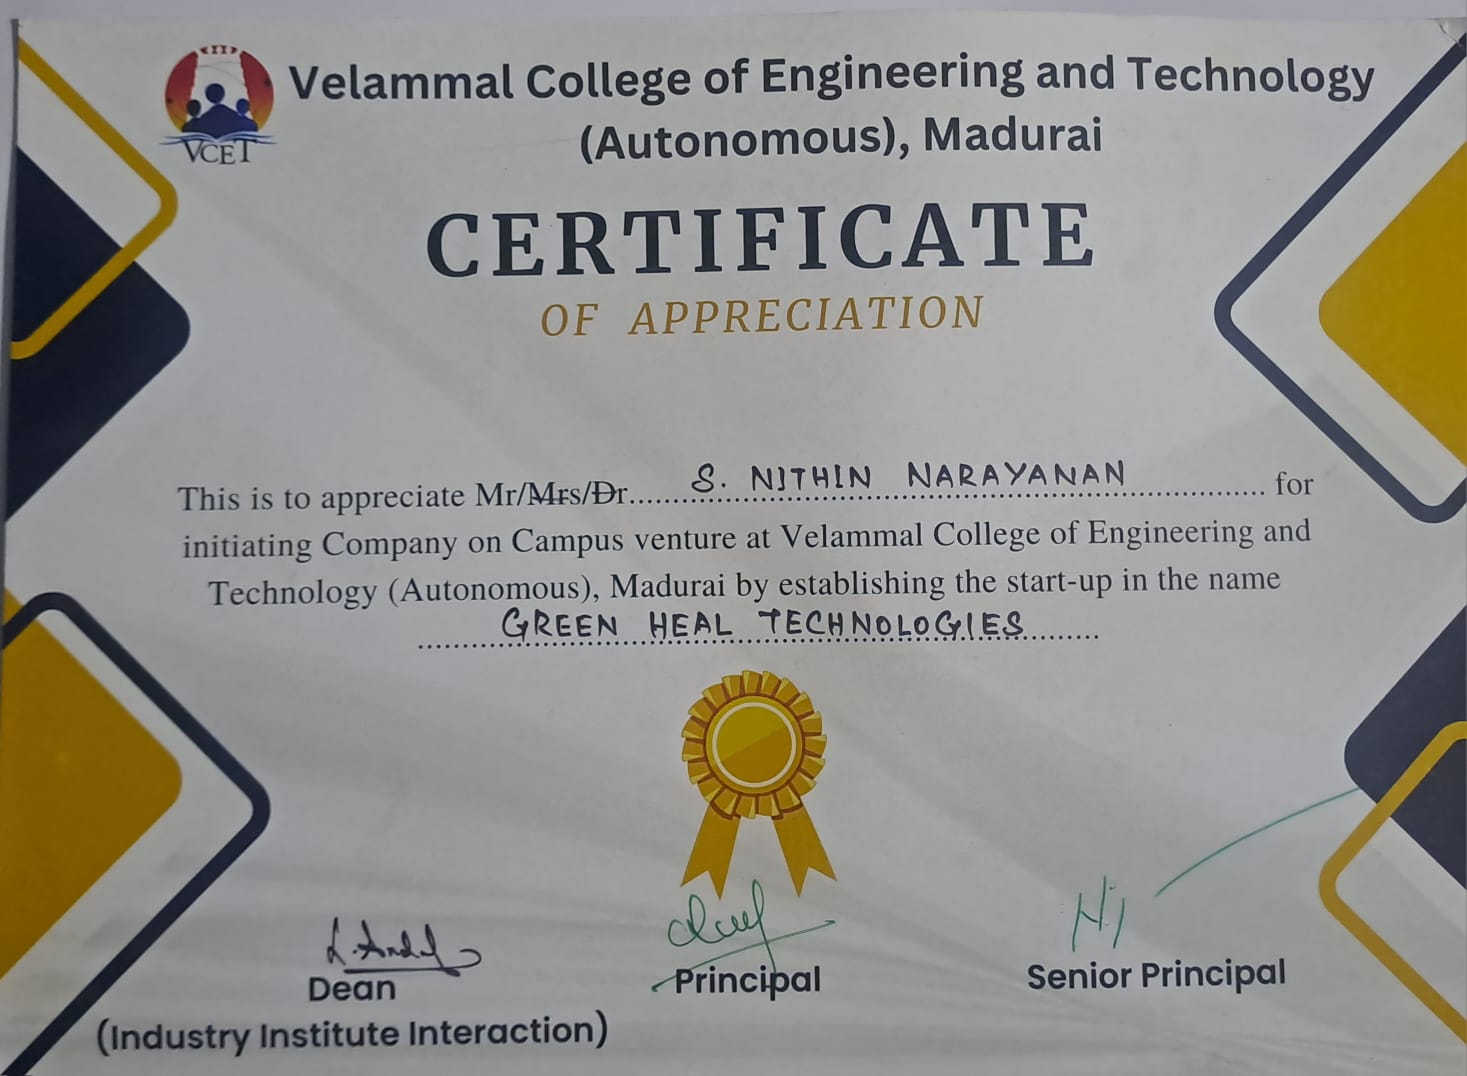 VCET
Velammal College of Engineering and Technology
(Autonomous), Madurai
CERTIFICATE
OF APPRECIATION
This is to appreciate Mr/Mrs/Dr......S. NITHIN NARAYANAN...... for
initiating Company on Campus venture at Velammal College of Engineering and
Technology (Autonomous), Madurai by establishing the start-up in the name
GREEN HEAL TECHNOLOGIES
Dean
(Industry Institute Interaction)
Principal
Senior Principal